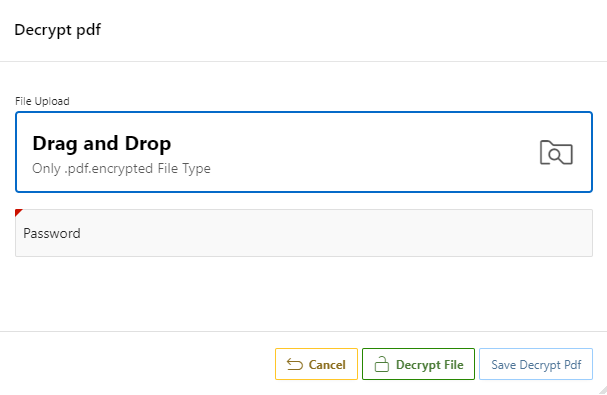 Decrypt pdf
File Upload
Drag and Drop
Only .pdf.encrypted File Type
Password
Cancel
Decrypt File
Save Decrypt Pdf